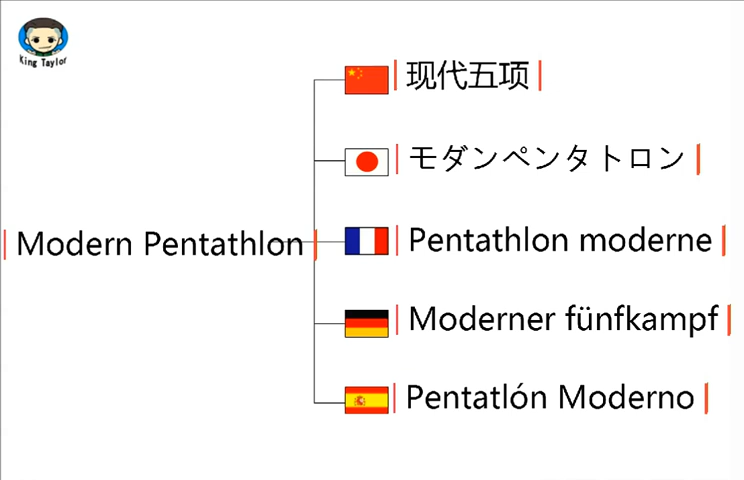 King Taylor
现代五项
モダンペンタトロン
Modern Pentathlon
Pentathlon moderne
Moderner fünfkampf
Pentatlón Moderno